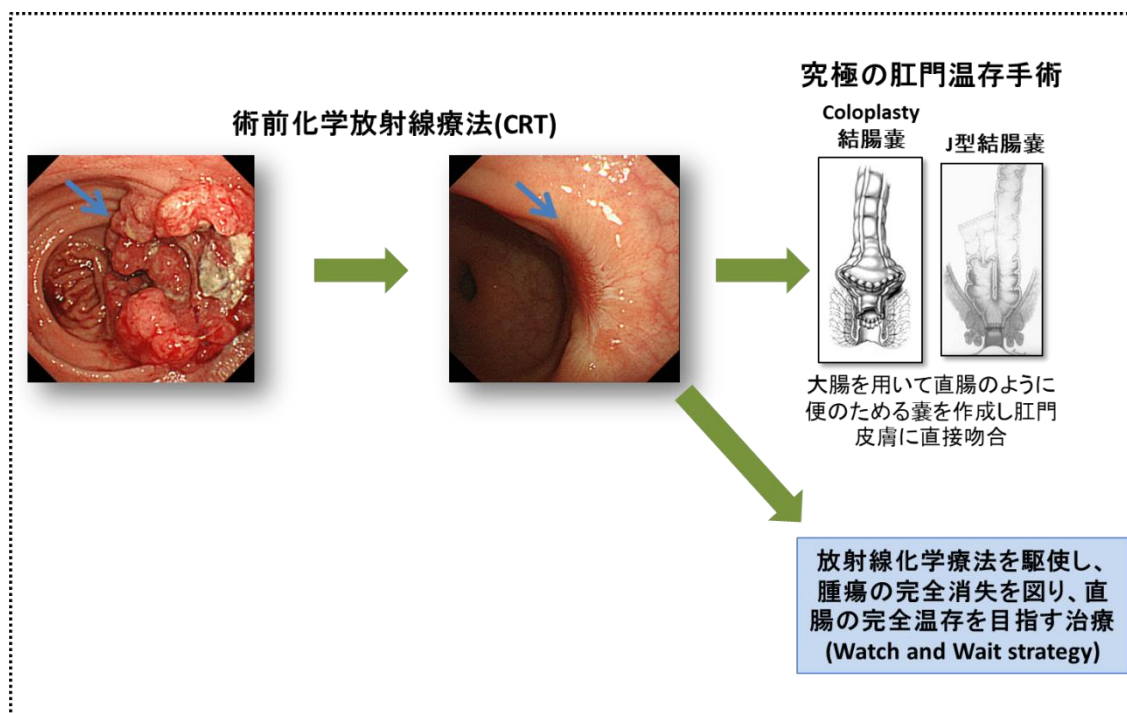 術前化学放射線療法(CRT)
究極の肛門温存手術
Coloplasty
結腸嚢
J型結腸嚢
大腸を用いて直腸のように
便のためる嚢を作成し肛門
皮膚に直接吻合
放射線化学療法を駆使し、
腫瘍の完全消失を図り、直
腸の完全温存を目指す治療
(Watch and Wait strategy)